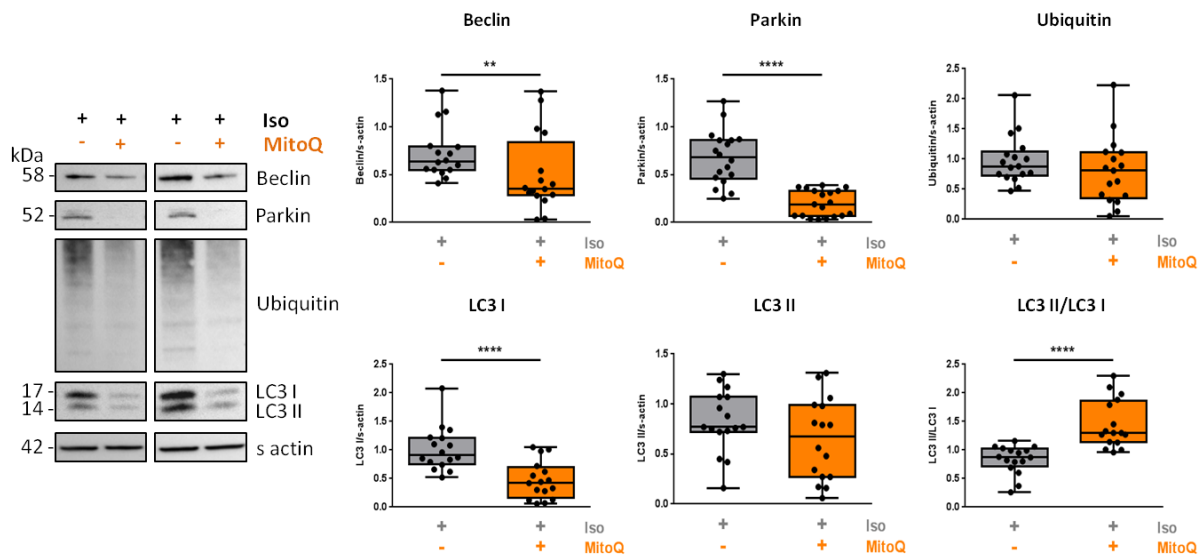 + + + + Iso
- + - + MitoQ
kDa
58 - Beclin
52 - Parkin
Ubiquitin
17 - LC3 I
14 - LC3 II
42 - s actin
Beclin
**
Beclin/s-actin
1.5
1.0
0.5
0.0
+ + Iso
- + MitoQ
Parkin
****
Parkin/s-actin
1.5
1.0
0.5
0.0
+ + Iso
- + MitoQ
Ubiquitin
Ubiquitin/s-actin
2.5
2.0
1.5
1.0
0.5
0.0
+ + Iso
- + MitoQ
LC3 I
****
LC3 I/s-actin
2.5
2.0
1.5
1.0
0.5
0.0
+ + Iso
- + MitoQ
LC3 II
LC3 II/s-actin
1.5
1.0
0.5
0.0
+ + Iso
- + MitoQ
LC3 II/LC3 I
****
LC3 II/LC3 I
2.5
2.0
1.5
1.0
0.5
0.0
+ + Iso
- + MitoQ